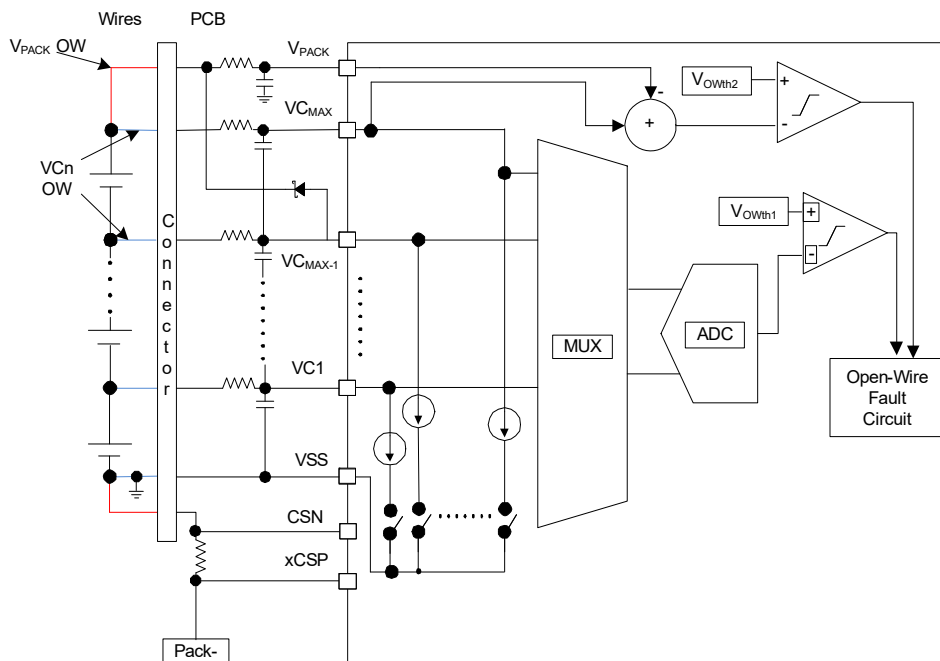 Wires
PCB
VPACK OW
VPACK
VCMAX
VCn
OW
VCMAX-1
VC1
VSS
CSN
xCSP
Pack-
Connector
-
+
VOWth2
+
-
VOWth1
+
-
MUX
ADC
Open-Wire
Fault
Circuit